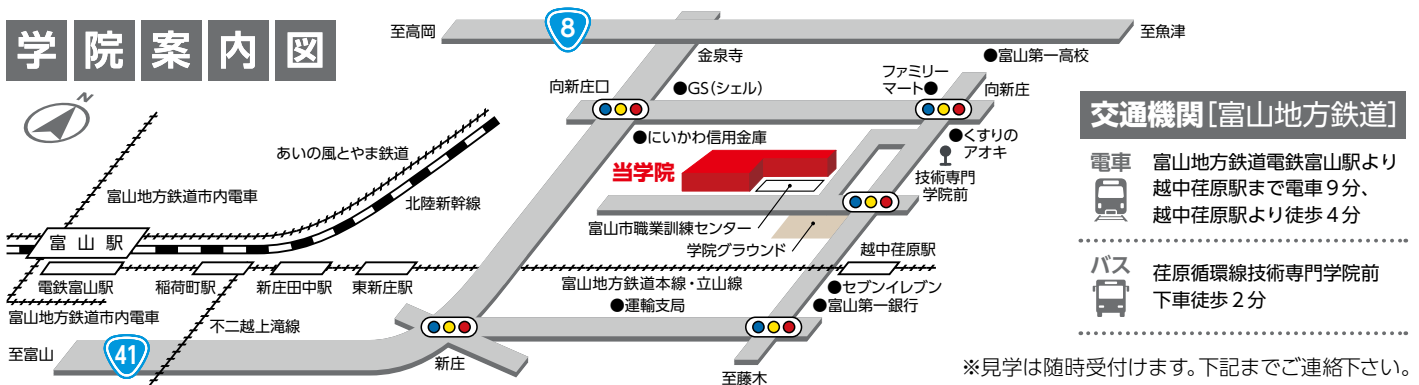 学院案内図
N
至高岡
8
至魚津
金泉寺
●富山第一高校
向新庄口
●GS(シェル)
ファミリー
マート●
向新庄
●にいかわ信用金庫
●くすりの
アオキ
あいの風とやま鉄道
当学院
技術専門
学院前
富山地方鉄道市内電車
北陸新幹線
富山市職業訓練センター
学院グラウンド
富山駅
越中荏原駅
電鉄富山駅
稲荷町駅
新庄田中駅
東新庄駅
富山地方鉄道本線・立山線
●セブンイレブン
●運輸支局
●富山第一銀行
富山地方鉄道市内電車
不二越上滝線
至富山
41
新庄
至藤木
交通機関[富山地方鉄道]
電車
富山地方鉄道電鉄富山駅より
越中荏原駅まで電車9分、
越中荏原駅より徒歩4分
バス
荏原循環線技術専門学院前
下車徒歩2分
※見学は随時受付けます。下記までご連絡下さい。